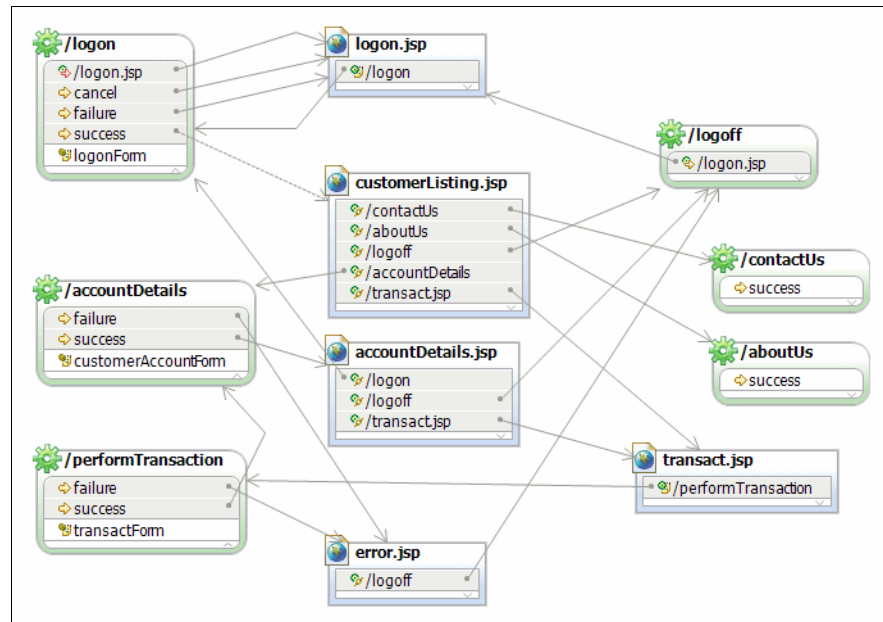 /logon
/logon.jsp
cancel
failure
success
logonForm
logon.jsp
/logon
/logoff
/logon.jsp
customerListing.jsp
/contactUs
/aboutUs
/logoff
/accountDetails
/transact.jsp
/contactUs
success
/accountDetails
failure
success
customerAccountForm
accountDetails.jsp
/logon
/logoff
/transact.jsp
/aboutUs
success
/performTransaction
failure
success
transactForm
transact.jsp
/performTransaction
error.jsp
/logoff